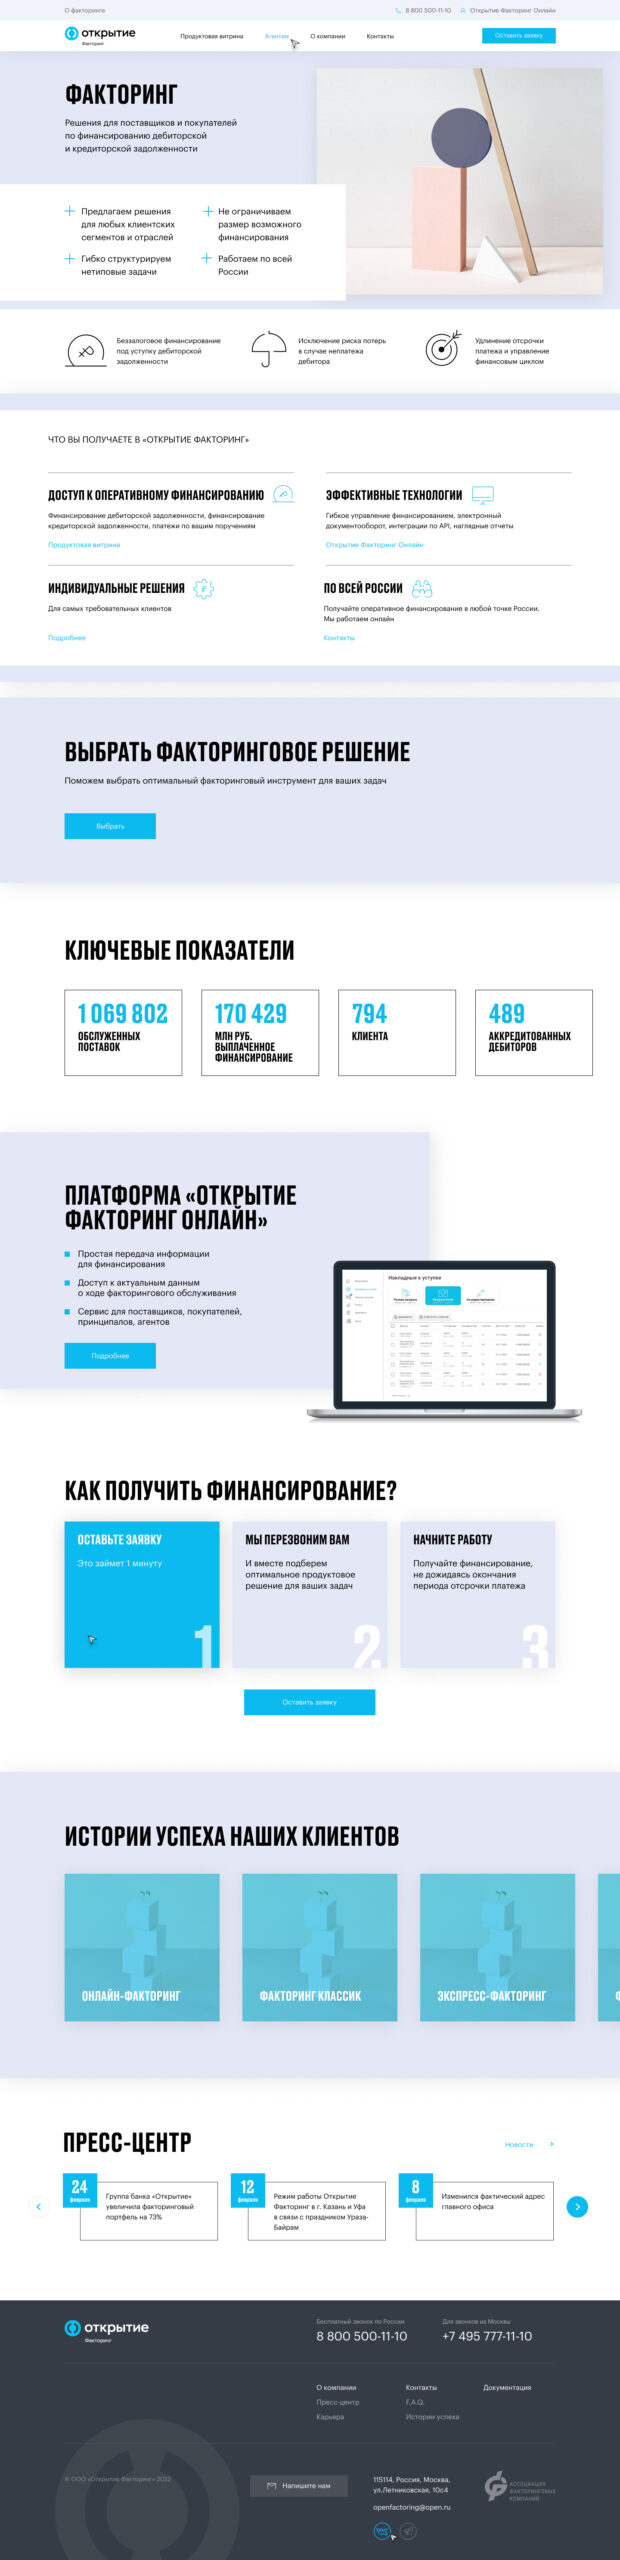 О факторинге
8 800 500-11-10
Открытие Факторинг Онлайн
открытие
Факторинг
Продуктовая витрина
Агентам
О компании
Контакты
Оставить заявку
ФАКТОРИНГ
Решения для поставщиков и покупателей
по финансированию дебиторской
и кредиторской задолженности
Предлагаем решения
для любых клиентских
сегментов и отраслей
Не ограничиваем
размер возможного
финансирования
Гибко структурируем
нетиповые задачи
Работаем по всей
России
Беззалоговое финансирование
под уступку дебиторской
задолженности
Исключение риска потерь
в случае неплатежа
дебитора
Удлинение отсрочки
платежа и управление
финансовым циклом
ЧТО ВЫ ПОЛУЧАЕТЕ В «ОТКРЫТИЕ ФАКТОРИНГ»
ДОСТУП К ОПЕРАТИВНОМУ ФИНАНСИРОВАНИЮ
Финансирование дебиторской задолженности, финансирование
кредиторской задолженности, платежи по вашим поручениям
Продуктовая витрина
ЭФФЕКТИВНЫЕ ТЕХНОЛОГИИ
Гибкое управление финансированием, электронный
документооборот, интеграции по API, наглядные отчеты
Открытие Факторинг Онлайн
ИНДИВИДУАЛЬНЫЕ РЕШЕНИЯ
Для самых требовательных клиентов
Подробнее
ПО ВСЕЙ РОССИИ
Получайте оперативное финансирование в любой точке России.
Мы работаем онлайн
Контакты
ВЫБРАТЬ ФАКТОРИНГОВОЕ РЕШЕНИЕ
Поможем выбрать оптимальный факторинговый инструмент для ваших задач
Выбрать
КЛЮЧЕВЫЕ ПОКАЗАТЕЛИ
1 069 802
ОБСЛУЖЕННЫХ
ПОСТАВОК
170 429
МЛН РУБ.
ВЫПЛАЧЕННОЕ
ФИНАНСИРОВАНИЕ
794
КЛИЕНТА
489
АККРЕДИТОВАННЫХ
ДЕБИТОРОВ
ПЛАТФОРМА «ОТКРЫТИЕ
ФАКТОРИНГ ОНЛАЙН»
Простая передача информации
для финансирования
Доступ к актуальным данным
о ходе факторингового обслуживания
Сервис для поставщиков, покупателей,
принципалов, агентов
Подробнее
Накладные к уступке
КАК ПОЛУЧИТЬ ФИНАНСИРОВАНИЕ?
ОСТАВЬТЕ ЗАЯВКУ
Это займет 1 минуту
1
МЫ ПЕРЕЗВОНИМ ВАМ
И вместе подберем
оптимальное продуктовое
решение для ваших задач
2
НАЧНИТЕ РАБОТУ
Получайте финансирование,
не дожидаясь окончания
периода отсрочки платежа
3
Оставить заявку
ИСТОРИИ УСПЕХА НАШИХ КЛИЕНТОВ
ОНЛАЙН-ФАКТОРИНГ
ФАКТОРИНГ КЛАССИК
ЭКСПРЕСС-ФАКТОРИНГ
ПРЕСС-ЦЕНТР
Новости
24
февраля
Группа банка «Открытие»
увеличила факторинговый
портфель на 73%
12
февраля
Режим работы Открытие
Факторинг в г. Казань и Уфа
в связи с праздником Ураза-
Байрам
8
февраля
Изменился фактический адрес
главного офиса
открытие
Факторинг
Бесплатный звонок по России
8 800 500-11-10
Для звонков из Москвы
+7 495 777-11-10
О компании
Пресс-центр
Карьера
Контакты
F.A.Q.
Истории успеха
Документация
© ООО «Открытие Факторинг» 2022
Напишите нам
115114, Россия, Москва,
ул.Летниковская, 10с4
openfactoring@open.ru
АССОЦИАЦИЯ
ФАКТОРИНГОВЫХ
КОМПАНИЙ